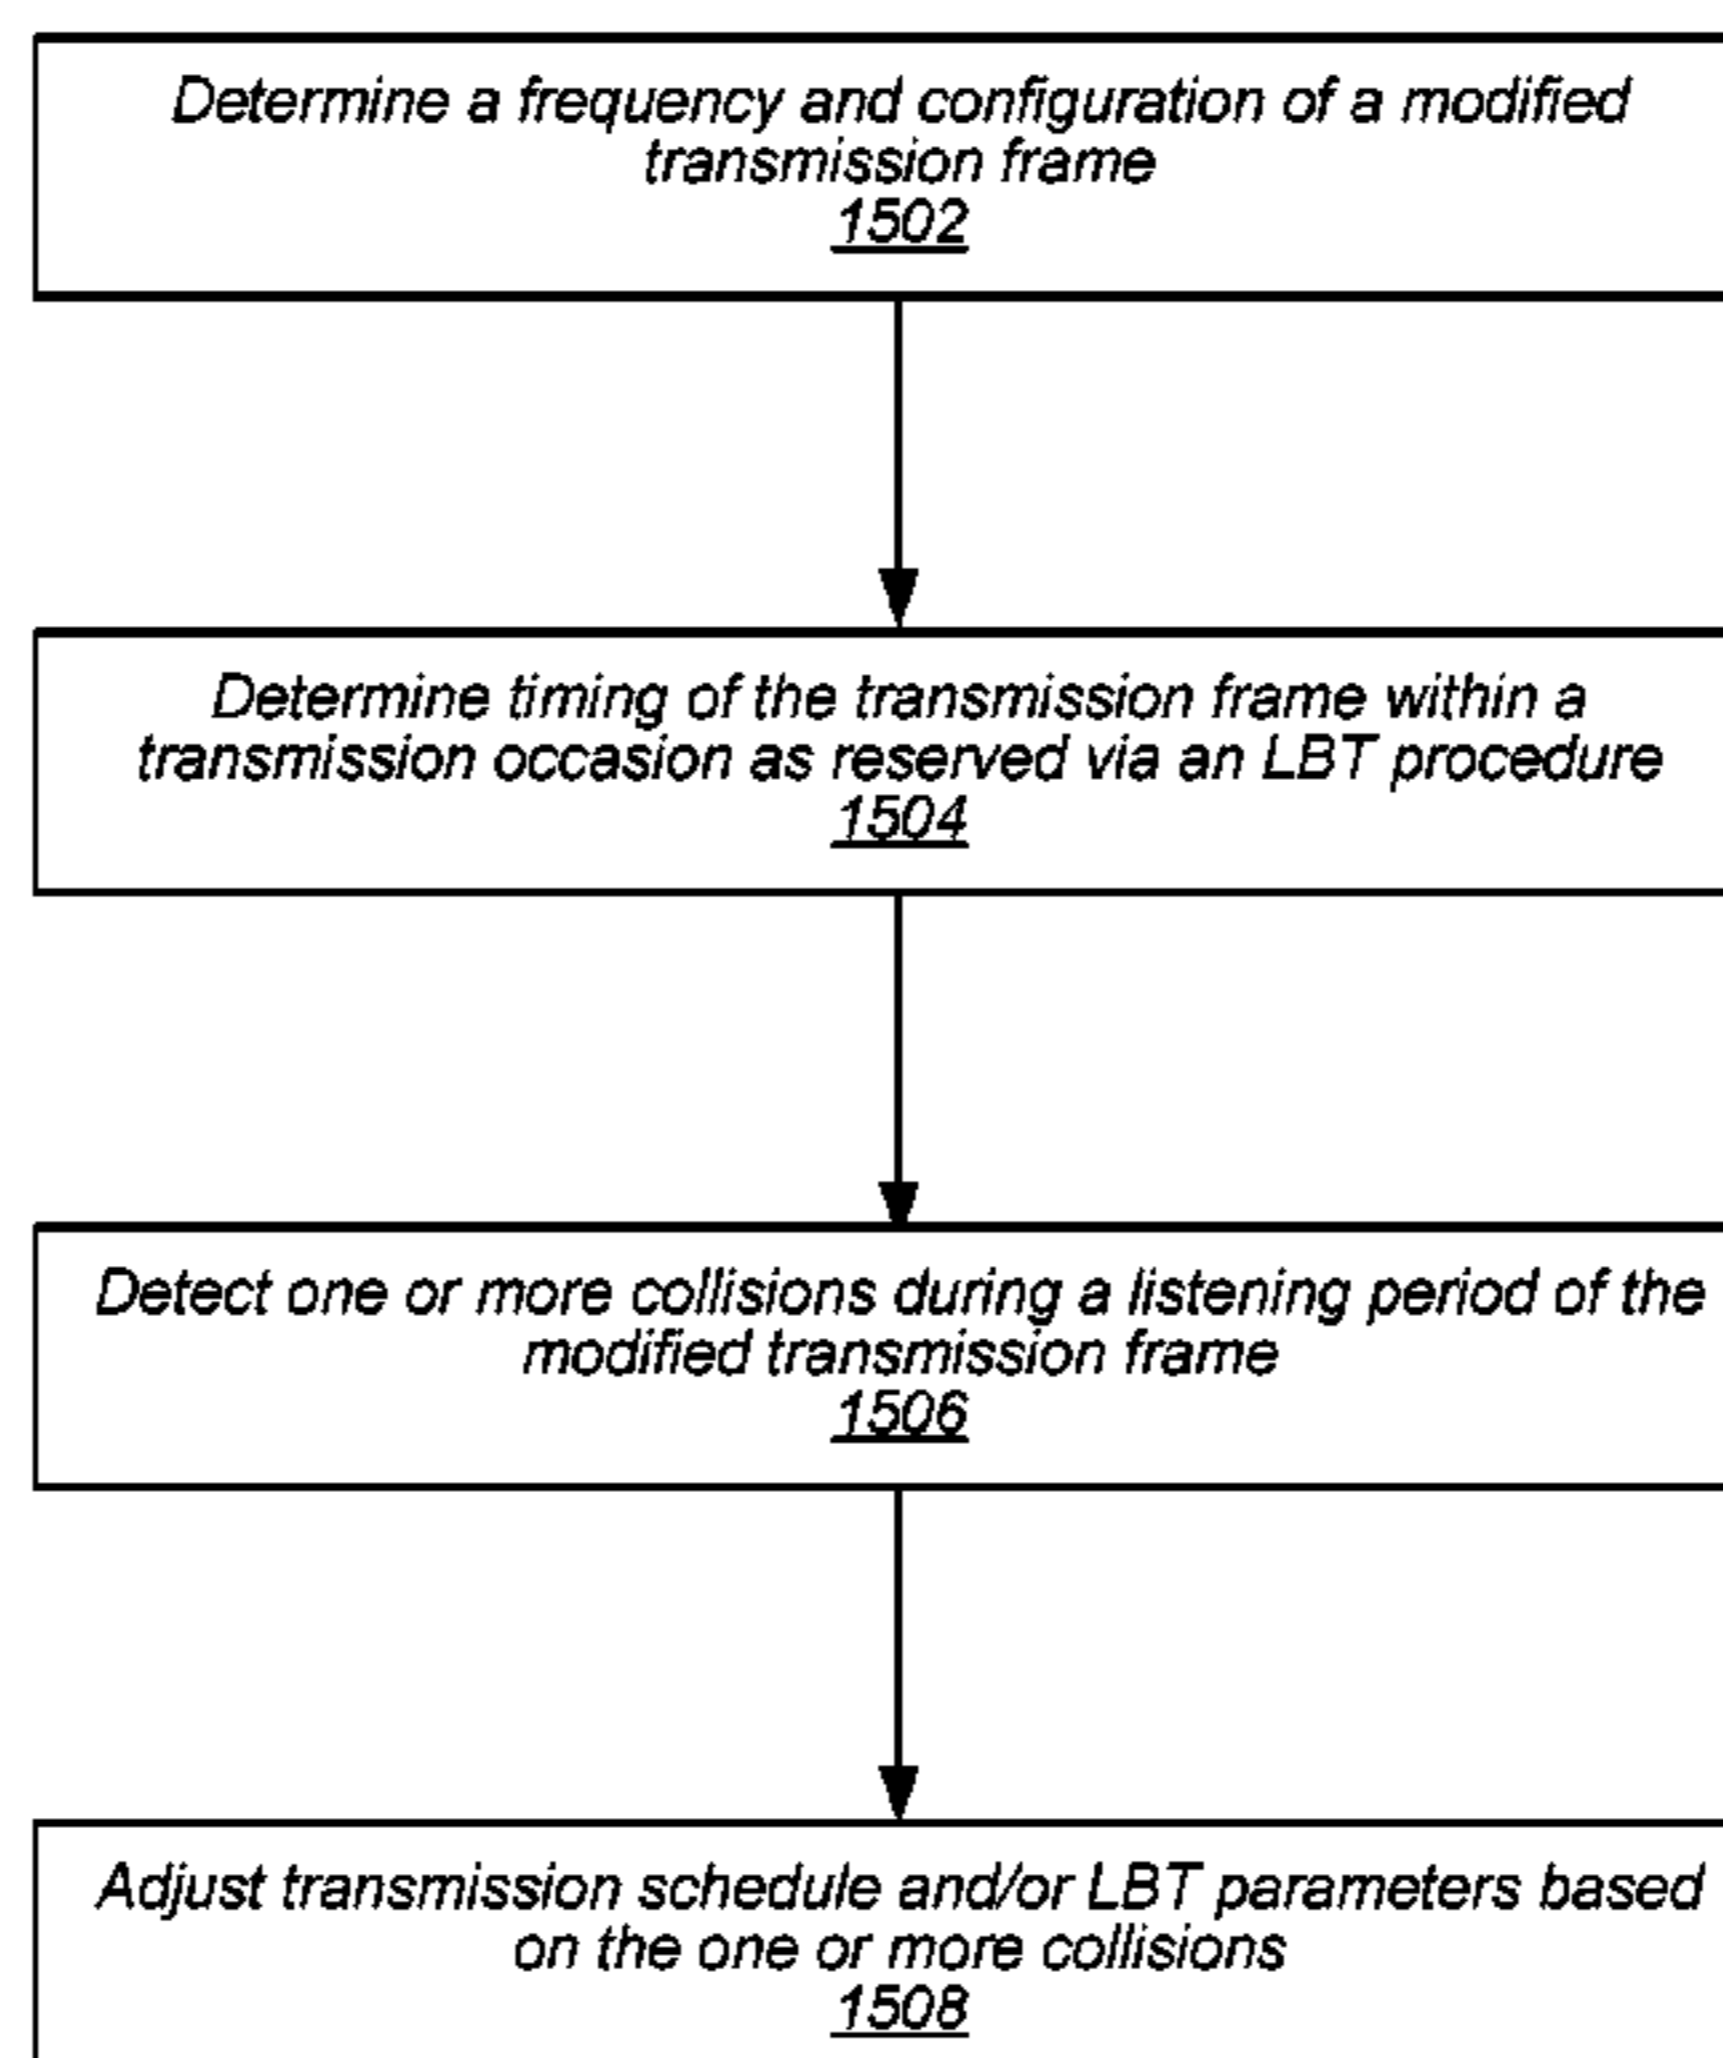 Determine a frequency and configuration of a modified
transmission frame
1502
Determine timing of the transmission frame within a
transmission occasion as reserved via an LBT procedure
1504
Detect one or more collisions during a listening period of the
modified transmission frame
1506
Adjust transmission schedule and/or LBT parameters based
on the one or more collisions
1508